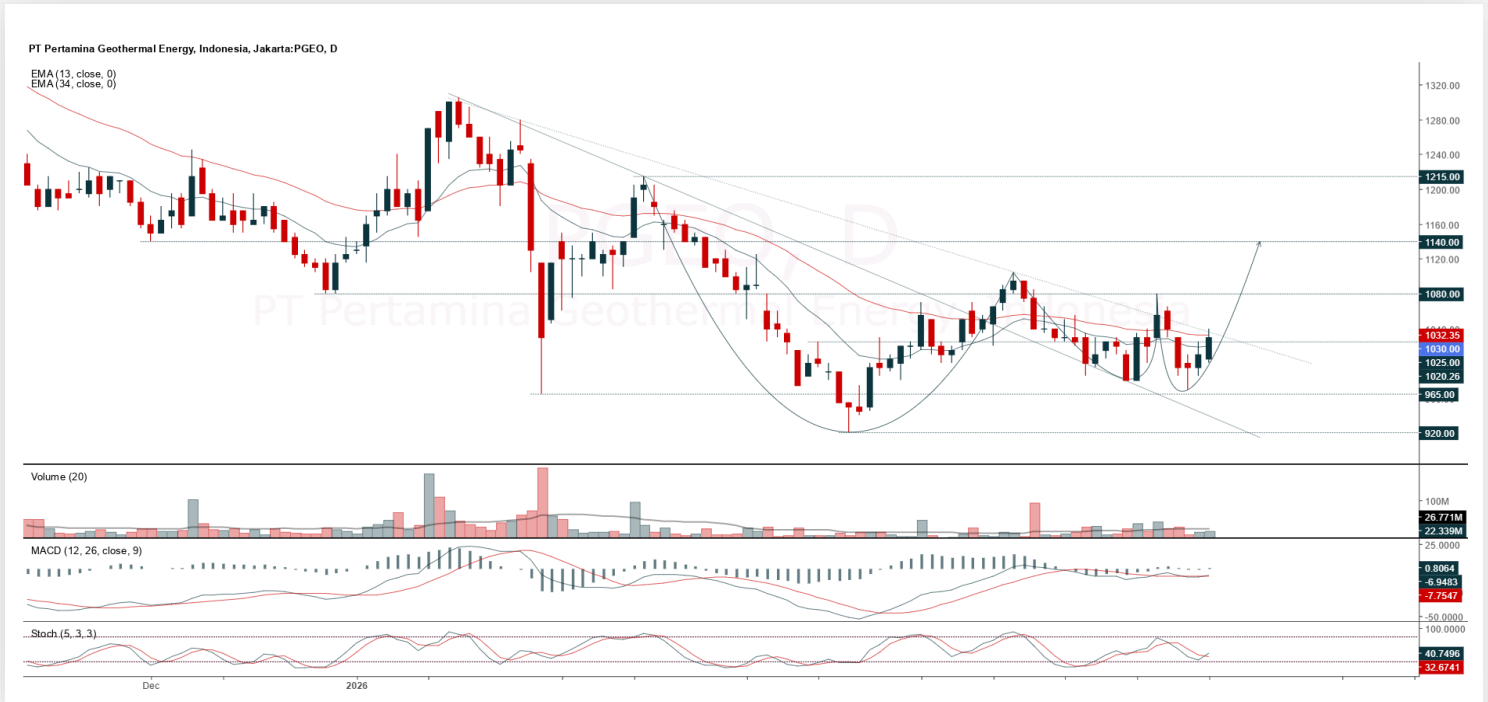 PT Pertamina Geothermal Energy, Indonesia, Jakarta:PGEO, D
EMA (13, close, 0)
EMA (34, close, 0)
PGEO, D
PT Pertamina Geothermal Energy, Indonesia
1320.00
1280.00
1240.00
1215.00
1200.00
1160.00
1140.00
1120.00
1080.00
1032.35
1030.00
1025.00
1020.26
965.00
920.00
Volume (20)
100M
26.771M
22.339M
MACD (12, 26, close, 9)
25.0000
0.8064
-6.9483
-7.7547
-50.0000
Stoch (5, 3, 3)
100.0000
40.7496
32.6741
Dec
2026